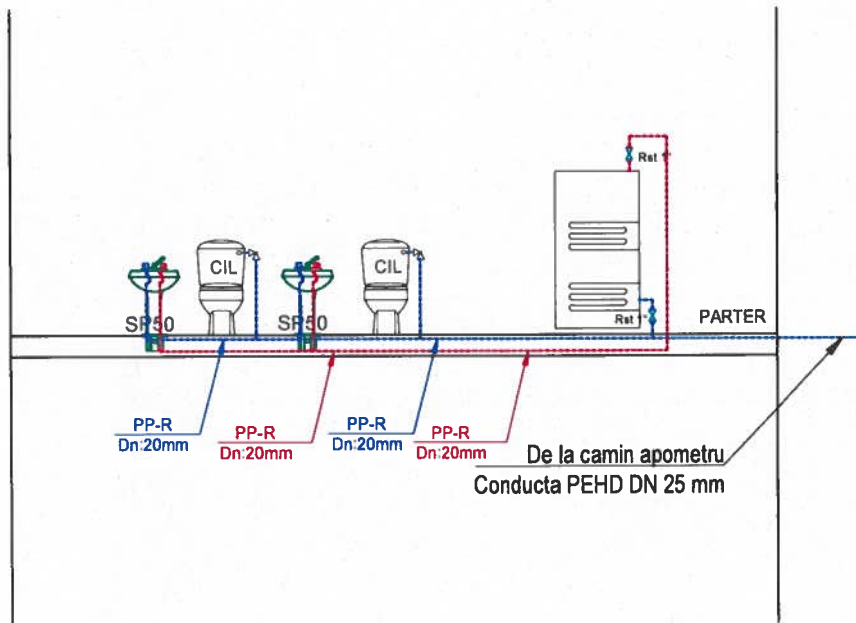 Rst 1"
CIL
CIL
SP50
SP50
Rst 1"
PARTER
PP-R
Dn:20mm
PP-R
Dn:20mm
PP-R
Dn:20mm
PP-R
Dn:20mm
De la camin apometru
Conducta PEHD DN 25 mm